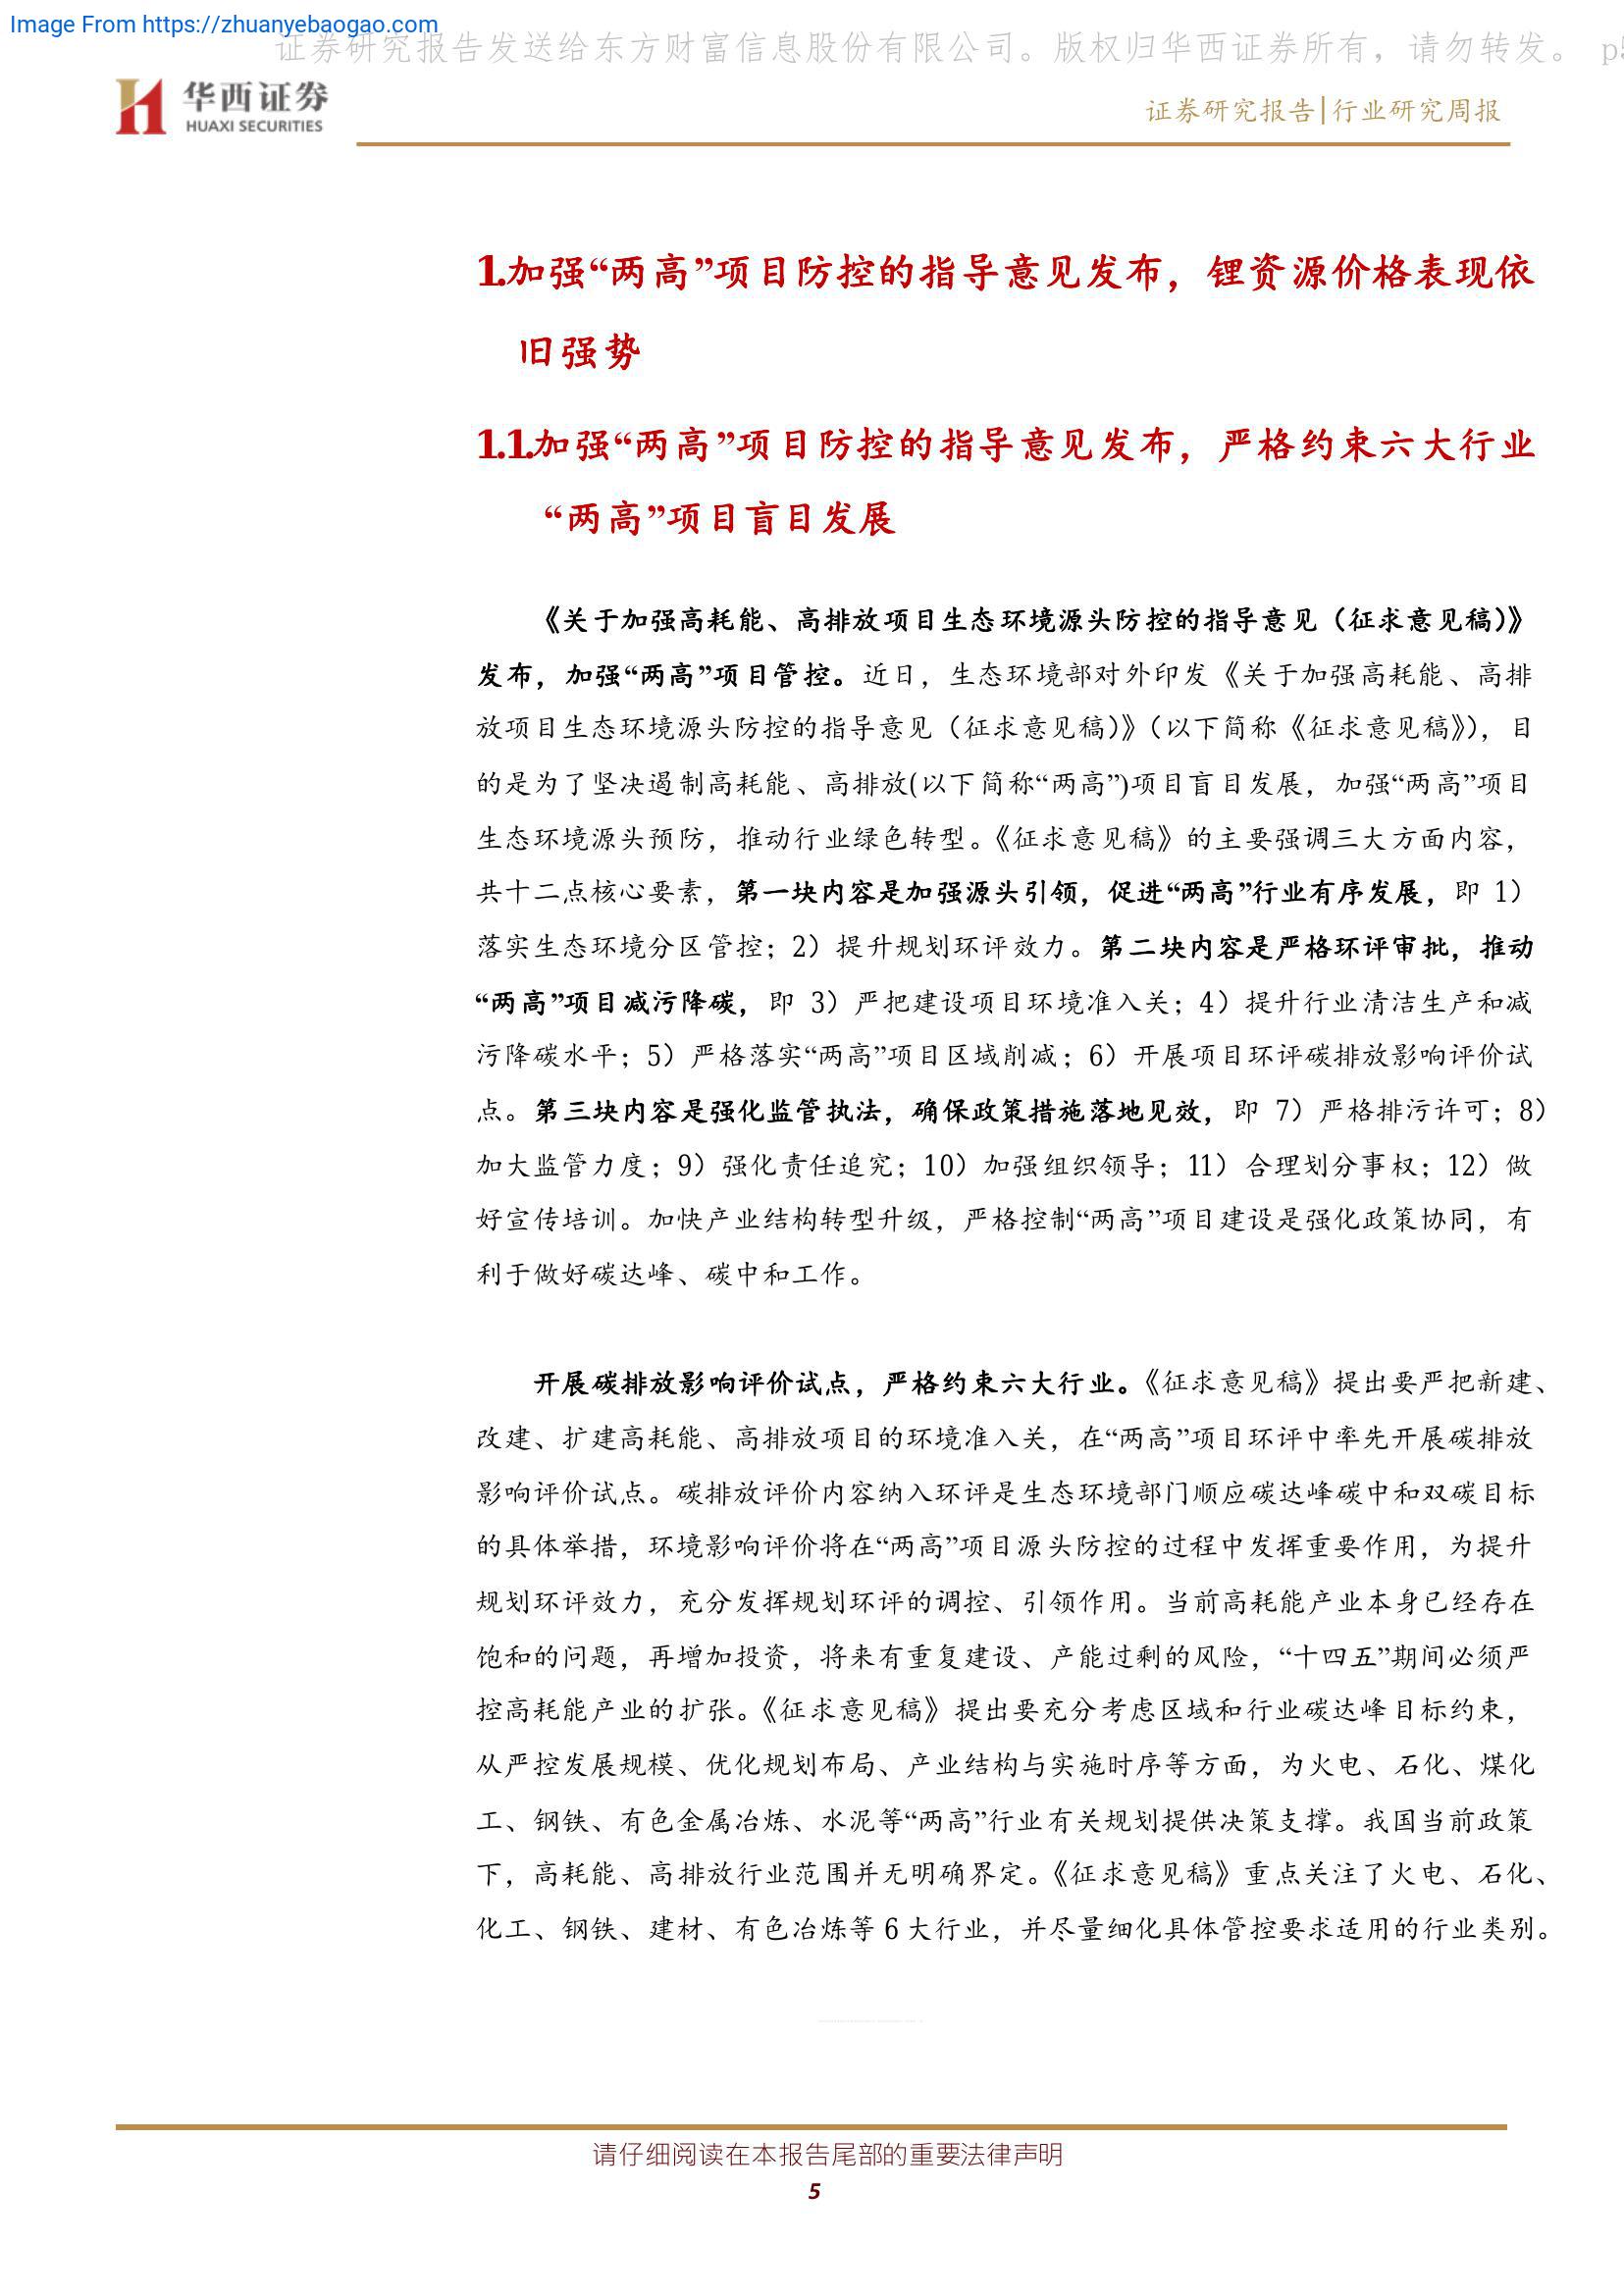 Image From https://zhuanyebaogao.com
证券研究报告发送给东方财富信息股份有限公司。版权归华西证券所有，请勿转发。 p5
华西证券
HUAXI SECURITIES
证券研究报告|行业研究周报
1.加强“两高”项目防控的指导意见发布，锂资源价格表现依
旧强势
1.1.加强“两高”项目防控的指导意见发布，严格约束六大行业
“两高”项目盲目发展
《关于加强高耗能、高排放项目生态环境源头防控的指导意见（征求意见稿）》
发布，加强“两高”项目管控。近日，生态环境部对外印发《关于加强高耗能、高排
放项目生态环境源头防控的指导意见（征求意见稿）》（以下简称《征求意见稿》），目
的是为了坚决遏制高耗能、高排放(以下简称“两高”)项目盲目发展，加强“两高”项目
生态环境源头预防，推动行业绿色转型。《征求意见稿》的主要强调三大方面内容，
共十二点核心要素，第一块内容是加强源头引领，促进“两高”行业有序发展，即 1）
落实生态环境分区管控；2）提升规划环评效力。第二块内容是严格环评审批，推动
“两高”项目减污降碳，即 3）严把建设项目环境准入关；4）提升行业清洁生产和减
污降碳水平；5）严格落实“两高”项目区域削减；6）开展项目环评碳排放影响评价试
点。第三块内容是强化监管执法，确保政策措施落地见效，即 7）严格排污许可；8）
加大监管力度；9）强化责任追究；10）加强组织领导；11）合理划分事权；12）做
好宣传培训。加快产业结构转型升级，严格控制“两高”项目建设是强化政策协同，有
利于做好碳达峰、碳中和工作。
开展碳排放影响评价试点，严格约束六大行业。《征求意见稿》提出要严把新建、
改建、扩建高耗能、高排放项目的环境准入关，在“两高”项目环评中率先开展碳排放
影响评价试点。碳排放评价内容纳入环评是生态环境部门顺应碳达峰碳中和双碳目标
的具体举措，环境影响评价将在“两高”项目源头防控的过程中发挥重要作用，为提升
规划环评效力，充分发挥规划环评的调控、引领作用。当前高耗能产业本身已经存在
饱和的问题，再增加投资，将来有重复建设、产能过剩的风险，“十四五”期间必须严
控高耗能产业的扩张。《征求意见稿》提出要充分考虑区域和行业碳达峰目标约束，
从严控发展规模、优化规划布局、产业结构与实施时序等方面，为火电、石化、煤化
工、钢铁、有色金属冶炼、水泥等“两高”行业有关规划提供决策支撑。我国当前政策
下，高耗能、高排放行业范围并无明确界定。《征求意见稿》重点关注了火电、石化、
化工、钢铁、建材、有色冶炼等 6 大行业，并尽量细化具体管控要求适用的行业类别。
请仔细阅读在本报告尾部的重要法律声明
5